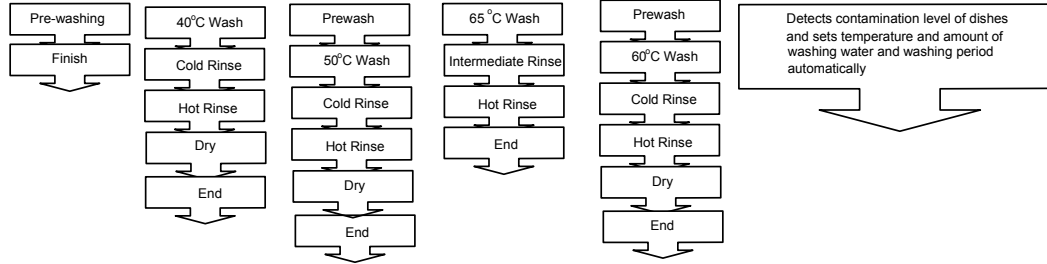 Pre-washing
Finish
40°C Wash
Cold Rinse
Hot Rinse
Dry
End
Prewash
50°C Wash
Cold Rinse
Hot Rinse
Dry
End
65 °C Wash
Intermediate Rinse
Hot Rinse
End
Prewash
60°C Wash
Cold Rinse
Hot Rinse
Dry
End
Detects contamination level of dishes
and sets temperature and amount of
washing water and washing period
automatically